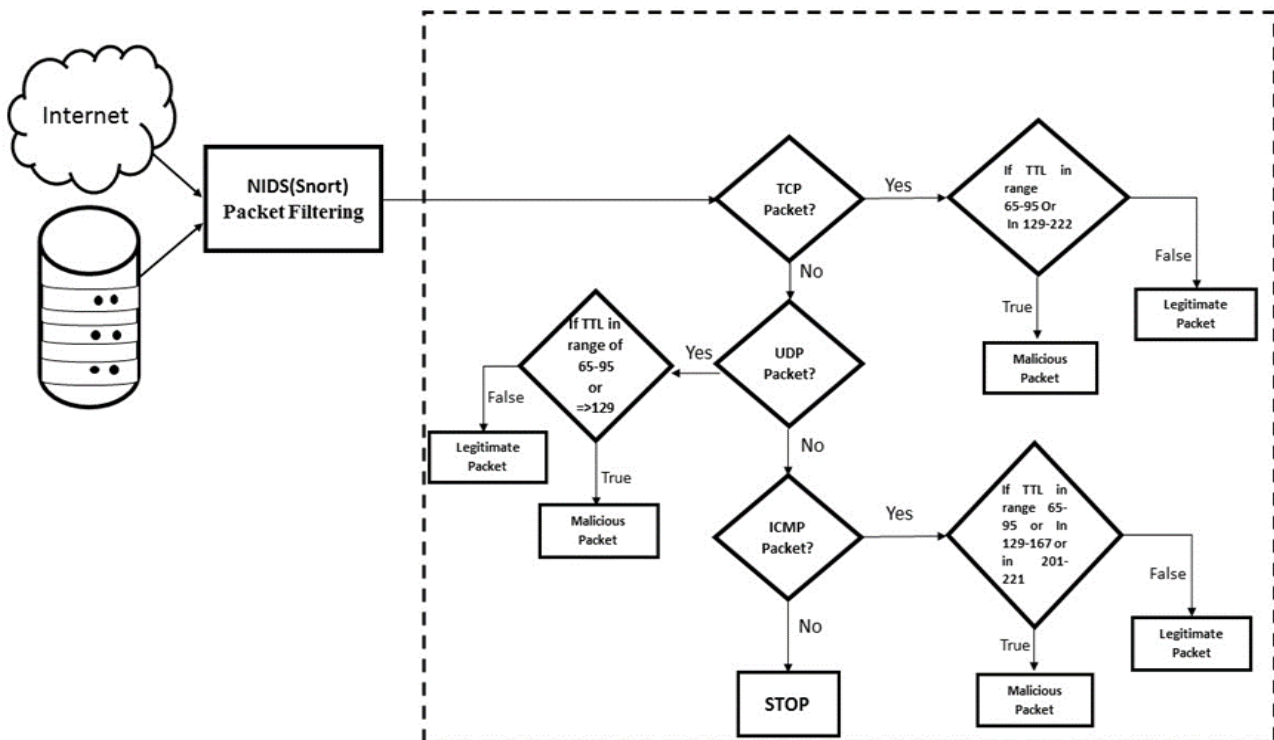 Internet
NIDS(Snort)
Packet Filtering
TCP
Packet?
Yes
If TTL in
range
65-95 Or
In 129-222
False
Legitimate
Packet
True
Malicious
Packet
No
UDP
Packet?
Yes
If TTL in
range of
65-95
or
=>129
False
Legitimate
Packet
True
Malicious
Packet
No
ICMP
Packet?
Yes
If TTL in
range 65-
95 or In
129-167 or
in 201-
221
False
Legitimate
Packet
True
Malicious
Packet
No
STOP